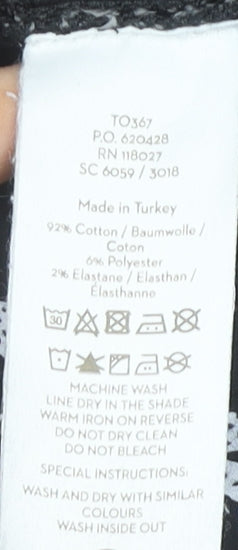 TO367
P.O. 620428
RN 118027
SC 6059 / 3018
Made in Turkey
92% Cotton / Baumwolle /
Coton
6% Polyester
2% Elastane / Elasthan /
Élasthanne
30
MACHINE WASH
LINE DRY IN THE SHADE
WARM IRON ON REVERSE
DO NOT DRY CLEAN
DO NOT BLEACH
SPECIAL INSTRUCTIONS:
WASH AND DRY WITH SIMILAR
COLOURS
WASH INSIDE OUT